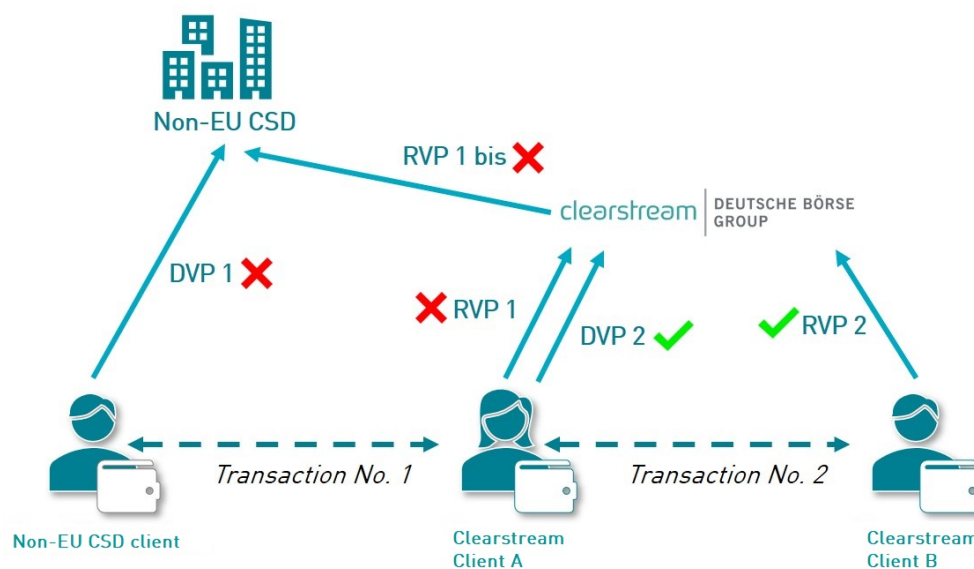 Non-EU CSD
RVP 1 bis
clearstream
DEUTSCHE BÖRSE
GROUP
DVP 1
RVP 1
DVP 2
RVP 2
Transaction No. 1
Transaction No. 2
Non-EU CSD client
Clearstream
Client A
Clearstream
Client B